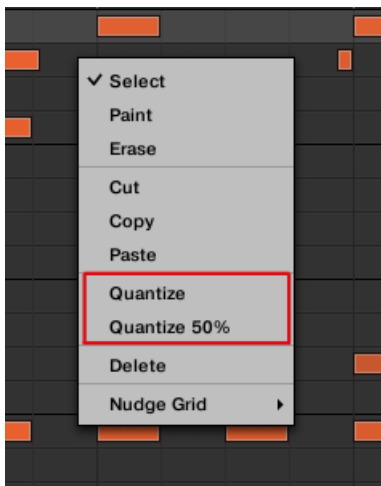 Select
Paint
Erase
Cut
Copy
Paste
Quantize
Quantize 50%
Delete
Nudge Grid